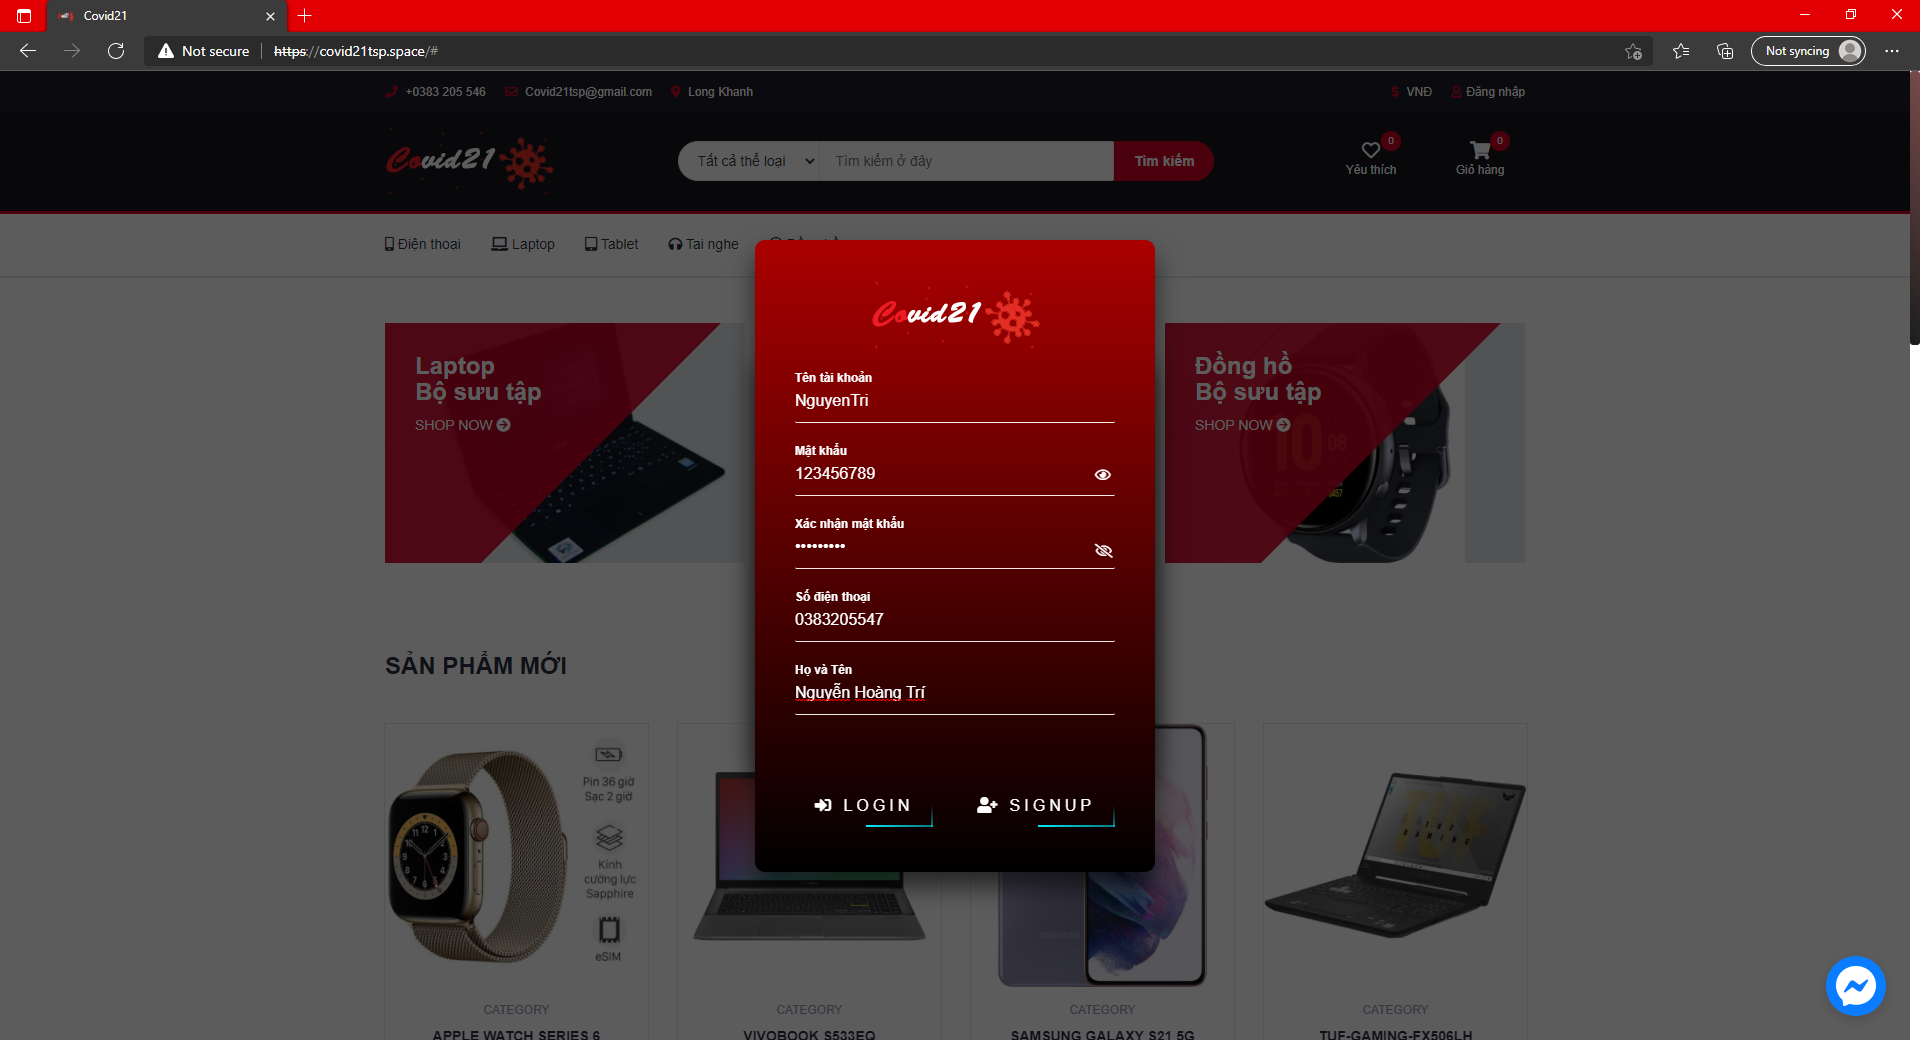 Covid21
Not secure
https://covid21tsp.space/#
Not syncing
+0383 205 546
Covid21tsp@gmail.com
Long Khanh
VNĐ
Đăng nhập
Covid21
Tất cả thể loại
Tìm kiếm ở đây
Tìm kiếm
0
Yêu thích
0
Giỏ hàng
Điện thoại
Laptop
Tablet
Tai nghe
Laptop
Bộ sưu tập
SHOP NOW
Đồng hồ
Bộ sưu tập
SHOP NOW
Covid21
Tên tài khoản
NguyenTri
Mật khẩu
123456789
Xác nhận mật khẩu
•••••••••
Số điện thoại
0383205547
Họ và Tên
Nguyễn Hoàng Trí
LOGIN
SIGNUP
SẢN PHẨM MỚI
Pin 36 giờ
Sạc 2 giờ
Kính
cường lực
Sapphire
eSIM
SAMSUNG
CATEGORY
CATEGORY
CATEGORY
CATEGORY
APPLE WATCH SERIES 6
VIVOBOOK S533EQ
SAMSUNG GALAXY S21 5G
TUF-GAMING-FX506LH